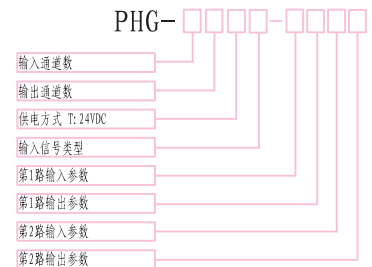 PHG-□□□□-□□□□
输入通道数
输出通道数
供电方式 T:24VDC
输入信号类型
第1路输入参数
第1路输出参数
第2路输入参数
第2路输出参数